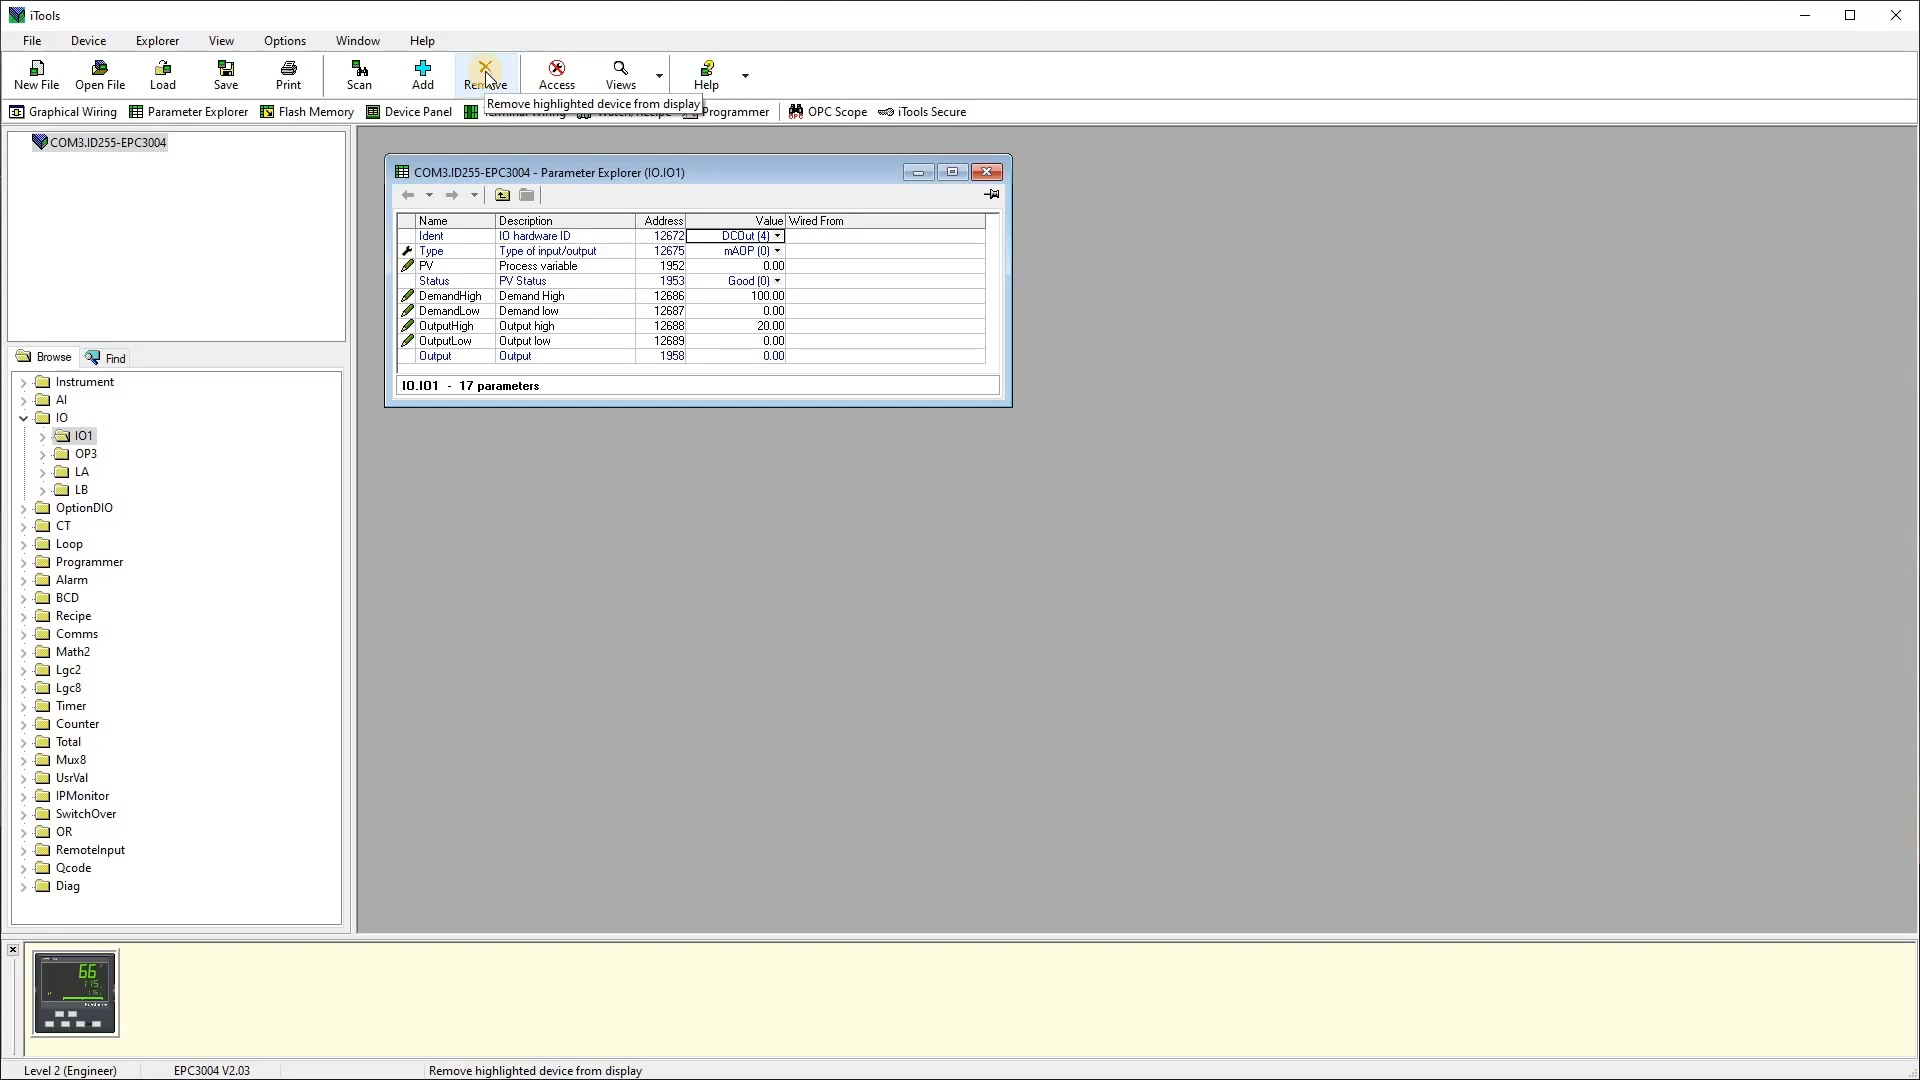 iTools
File Device Explorer View Options Window Help
New File Open File Load Save Print Scan Add Remove Access Views Help
Remove highlighted device from display
Graphical Wiring Parameter Explorer Flash Memory Device Panel Terminal Wiring Watch/Recipe Programmer OPC Scope iTools Secure
COM3.ID255-EPC3004
COM3.ID255-EPC3004 - Parameter Explorer (IO.IO1)
Name Description Address Value Wired From
Ident IO hardware ID 12672 DCOut (4)
Type Type of input/output 12675 mAOP (0)
PV Process variable 1952 0.00
Status PV Status 1953 Good (0)
DemandHigh Demand High 12686 100.00
DemandLow Demand low 12687 0.00
OutputHigh Output high 12688 20.00
OutputLow Output low 12689 0.00
Output Output 1958 0.00
IO.IO1 - 17 parameters
Browse Find
Instrument
AI
IO
IO1
OP3
LA
LB
OptionDIO
CT
Loop
Programmer
Alarm
BCD
Recipe
Comms
Math2
Lgc2
Lgc8
Timer
Counter
Total
Mux8
UsrVal
IPMonitor
SwitchOver
OR
RemoteInput
Qcode
Diag
66
Level 2 (Engineer) EPC3004 V2.03 Remove highlighted device from display